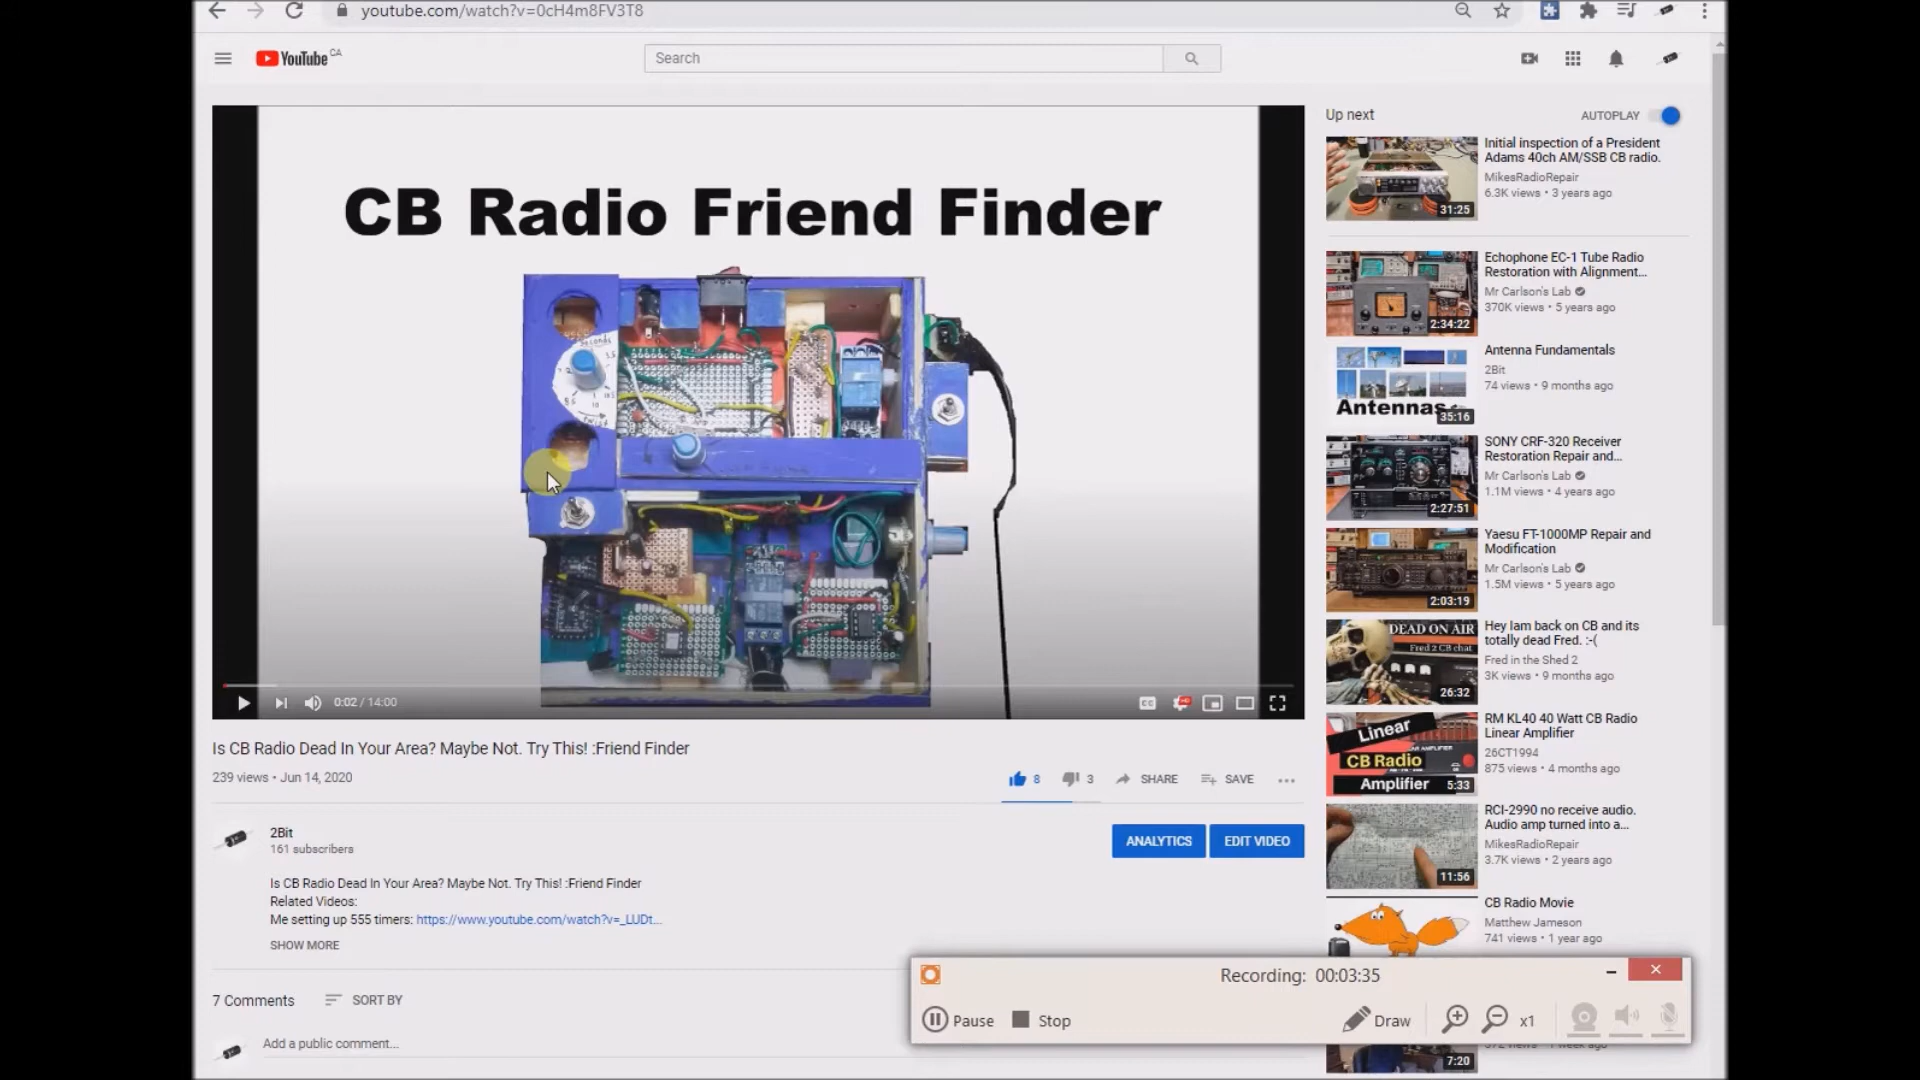 youtube.com/watch?v=0cH4m8FV3T8
YouTube CA
Search
CB Radio Friend Finder
Seconds
0:02 / 14:00
CC
HD
Is CB Radio Dead In Your Area? Maybe Not. Try This! :Friend Finder
239 views • Jun 14, 2020
8
3
SHARE
SAVE
2Bit
161 subscribers
ANALYTICS
EDIT VIDEO
Is CB Radio Dead In Your Area? Maybe Not. Try This! :Friend Finder
Related Videos:
Me setting up 555 timers: https://www.youtube.com/watch?v=_LUDt...
SHOW MORE
7 Comments
SORT BY
Add a public comment...
Up next
AUTOPLAY
31:25
Initial inspection of a President
Adams 40ch AM/SSB CB radio.
MikesRadioRepair
6.3K views • 3 years ago
2:34:22
Echophone EC-1 Tube Radio
Restoration with Alignment...
Mr Carlson's Lab
370K views • 5 years ago
Antennas
35:16
Antenna Fundamentals
2Bit
74 views • 9 months ago
2:27:51
SONY CRF-320 Receiver
Restoration Repair and...
Mr Carlson's Lab
1.1M views • 4 years ago
2:03:19
Yaesu FT-1000MP Repair and
Modification
Mr Carlson's Lab
1.5M views • 5 years ago
DEAD ON AIR
Fred 2 CB chat
26:32
Hey Iam back on CB and its
totally dead Fred. :-(
Fred in the Shed 2
3K views • 9 months ago
Linear
CB Radio
Amplifier
5:33
RM KL40 40 Watt CB Radio
Linear Amplifier
26CT1994
875 views • 4 months ago
11:56
RCI-2990 no receive audio.
Audio amp turned into a...
MikesRadioRepair
3.7K views • 2 years ago
CB Radio Movie
Matthew Jameson
741 views • 1 year ago
Recording: 00:03:35
Pause
Stop
Draw
x1
7:20